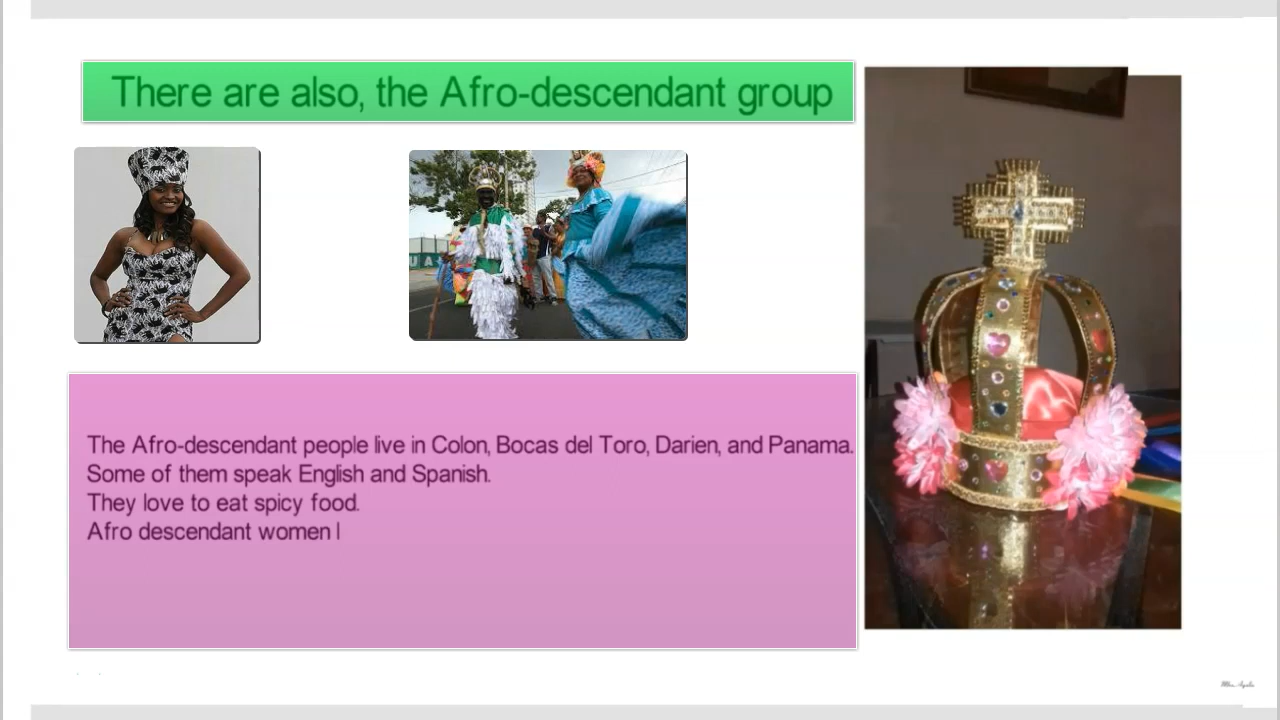 There are also, the Afro-descendant group
The Afro-descendant people live in Colon, Bocas del Toro, Darien, and Panama.
Some of them speak English and Spanish.
They love to eat spicy food.
Afro descendant women l